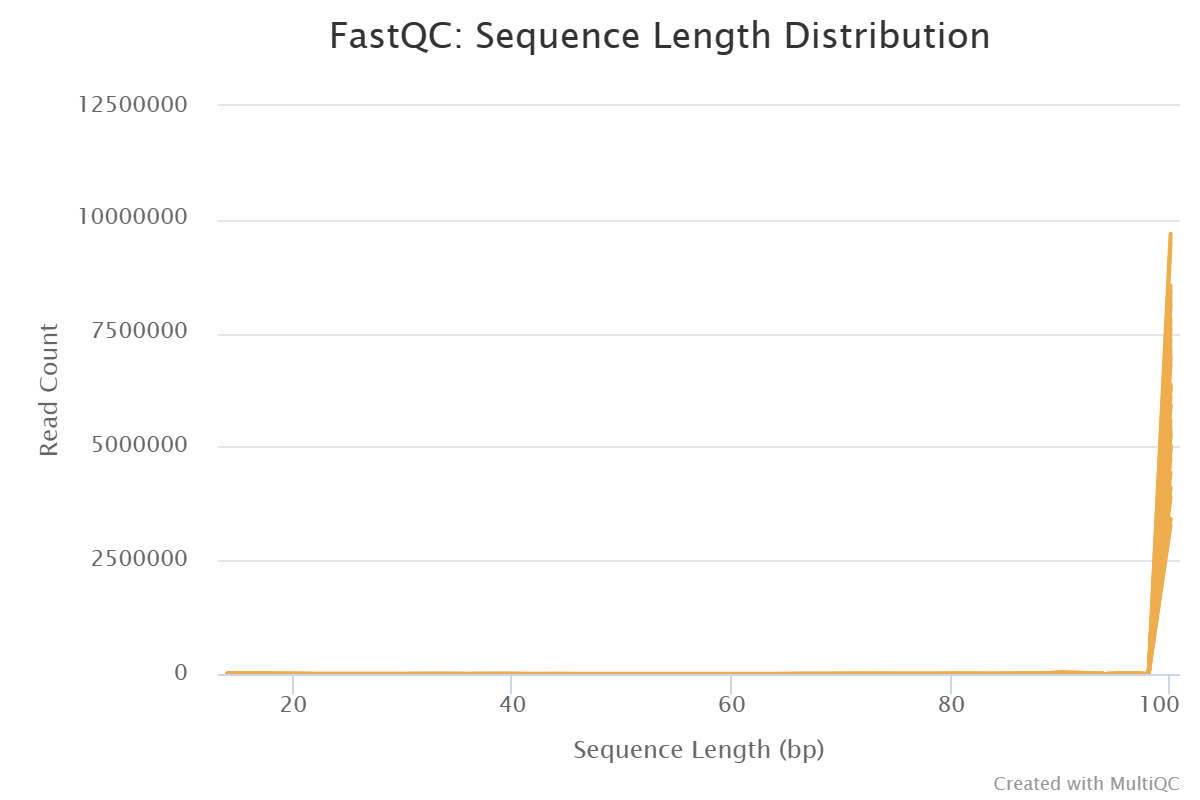 FastQC: Sequence Length Distribution
12500000
10000000
7500000
5000000
2500000
0
Read Count
20 40 60 80 100
Sequence Length (bp)
Created with MultiQC